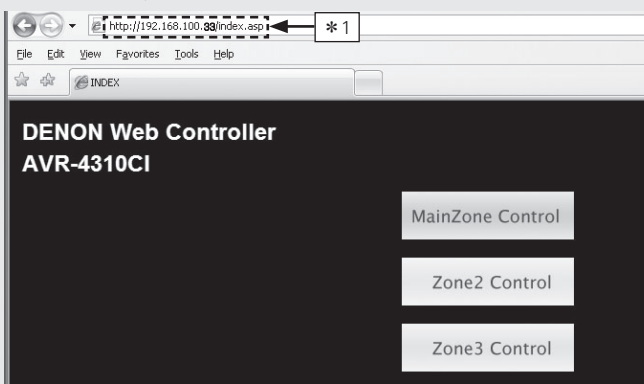 http://192.168.100.33/index.asp
*1
File Edit View Favorites Tools Help
INDEX
DENON Web Controller
AVR-4310CI
MainZone Control
Zone2 Control
Zone3 Control